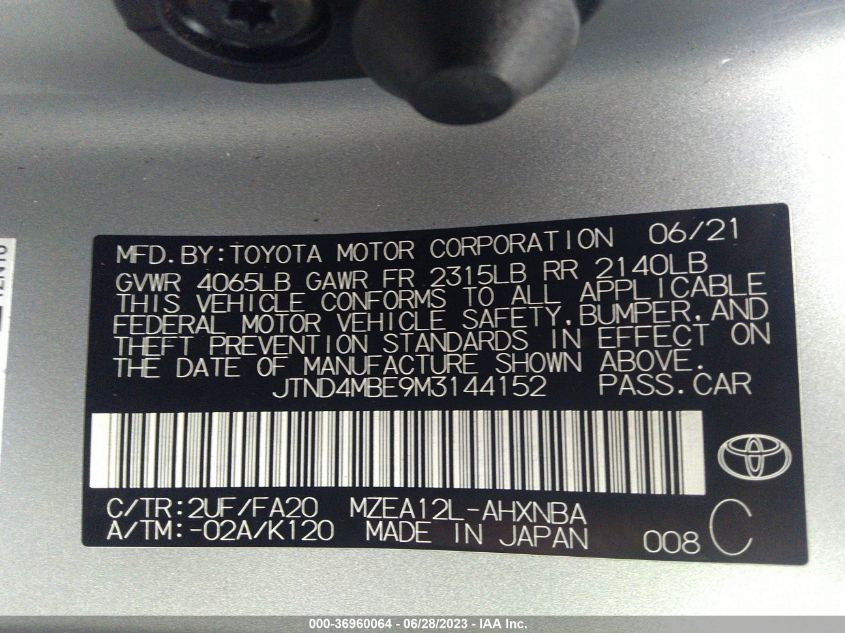 MFD.BY:TOYOTA MOTOR CORPORATION 06/21
GVWR 4065LB GAWR FR 2315LB RR 2140LB
THIS VEHICLE CONFORMS TO ALL APPLICABLE
FEDERAL MOTOR VEHICLE SAFETY,BUMPER,AND
THEFT PREVENTION STANDARDS IN EFFECT ON
THE DATE OF MANUFACTURE SHOWN ABOVE.
JTND4MBE9M3144152 PASS.CAR
C/TR:2UF/FA20 MZEA12L-AHXNBA
A/TM:-02A/K120 MADE IN JAPAN 008 C
000-36960064 - 06/28/2023 - IAA Inc.